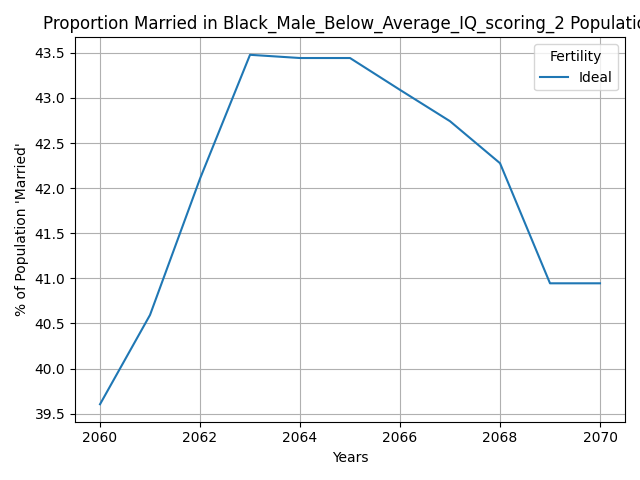 Proportion Married in Black_Male_Below_Average_IQ_scoring_2 Populatio
Fertility
Ideal
% of Population 'Married'
43.5
43.0
42.5
42.0
41.5
41.0
40.5
40.0
39.5
2060 2062 2064 2066 2068 2070
Years